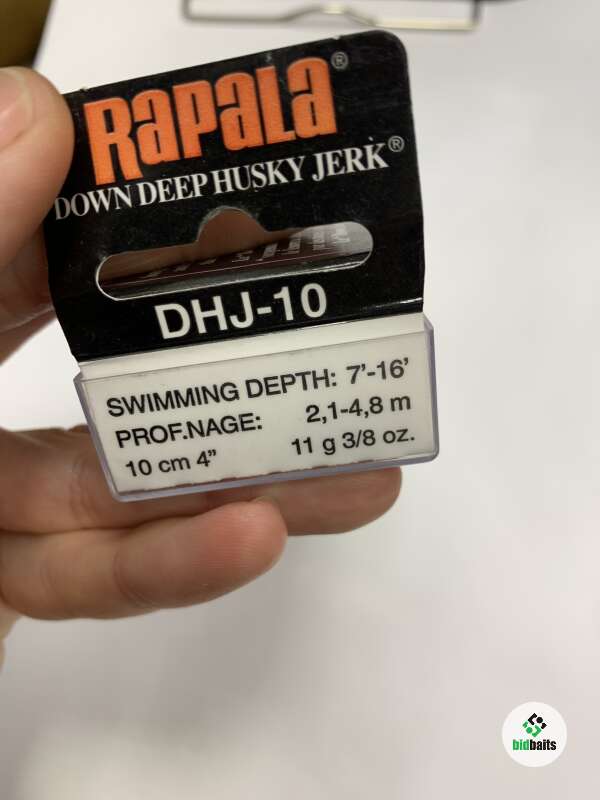 RapaLa®
DOWN DEEP HUSKY JERK®
DHJ-10
SWIMMING DEPTH: 7'-16'
PROF.NAGE: 2,1-4,8 m
10 cm 4" 11 g 3/8 oz.
bidbaits